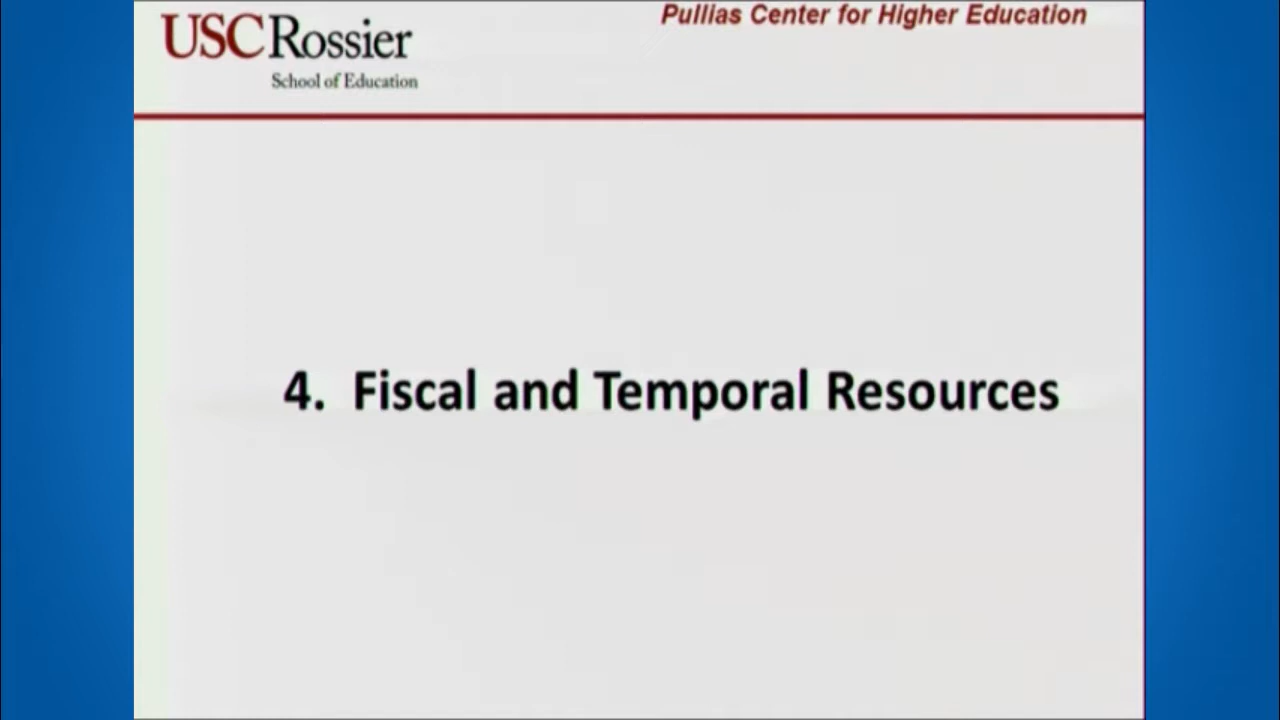 USC Rossier
School of Education
Pullias Center for Higher Education
4. Fiscal and Temporal Resources